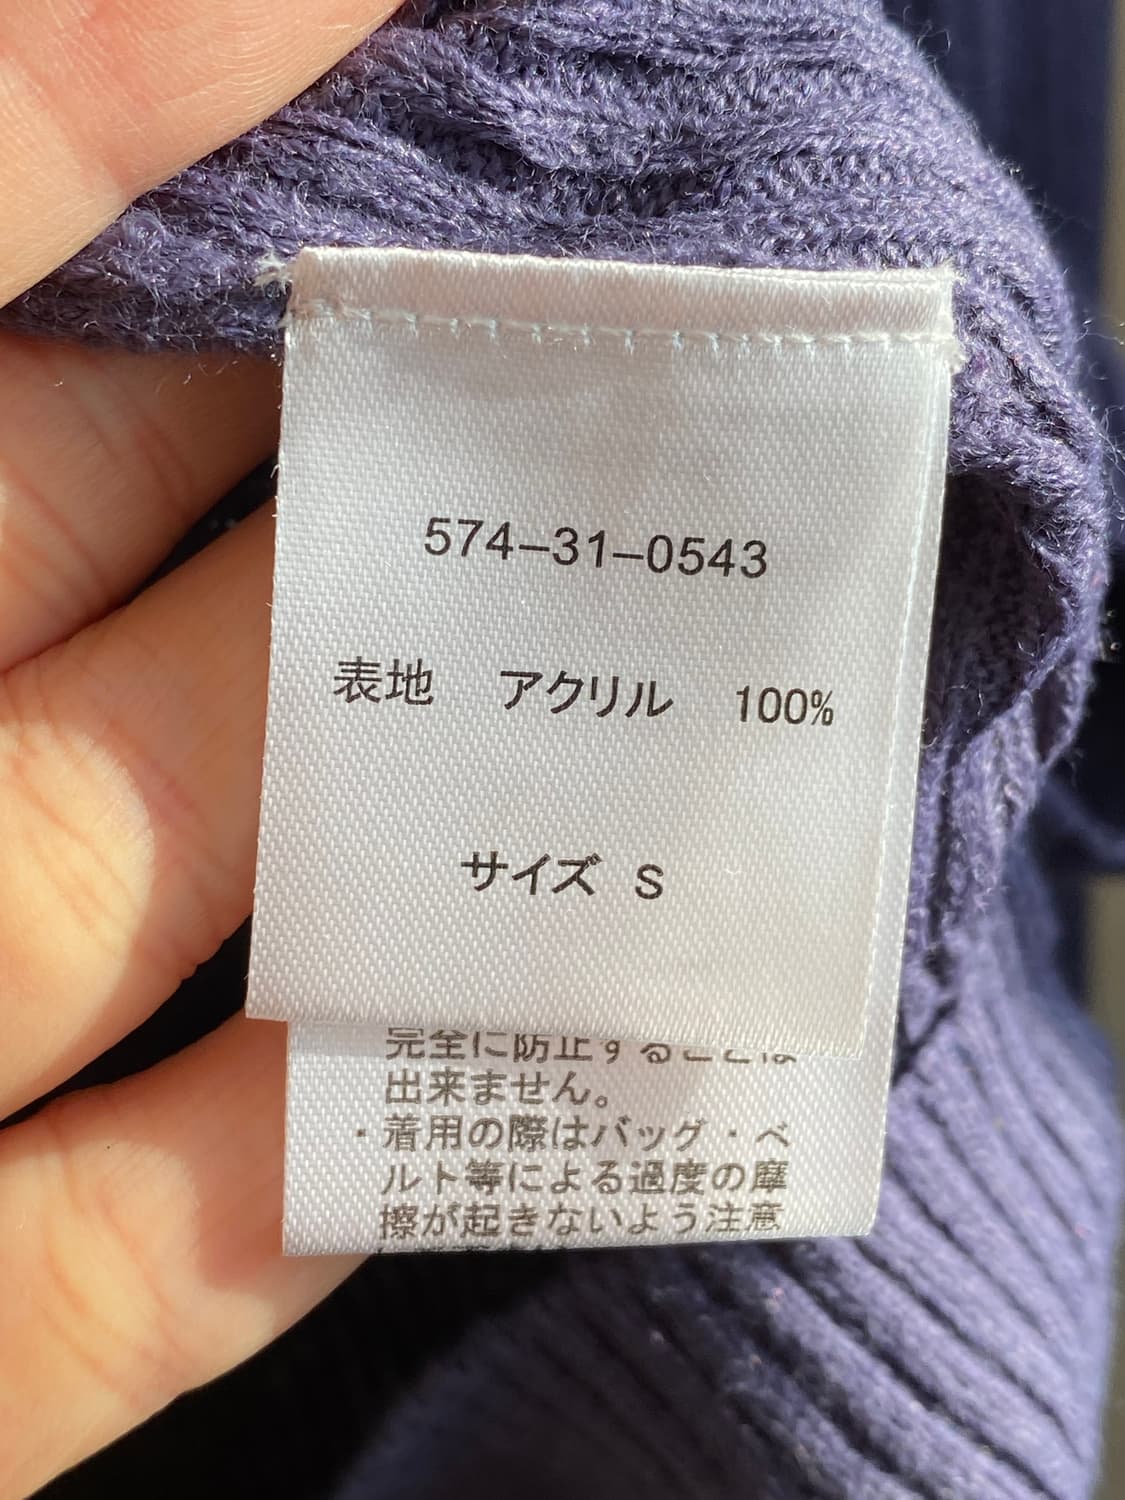 574-31-0543
表地 アクリル 100%
サイズ S
完全に防止することは
出来ません。
・着用の際はバッグ・ベ
ルト等による過度の摩
擦が起きないよう注意